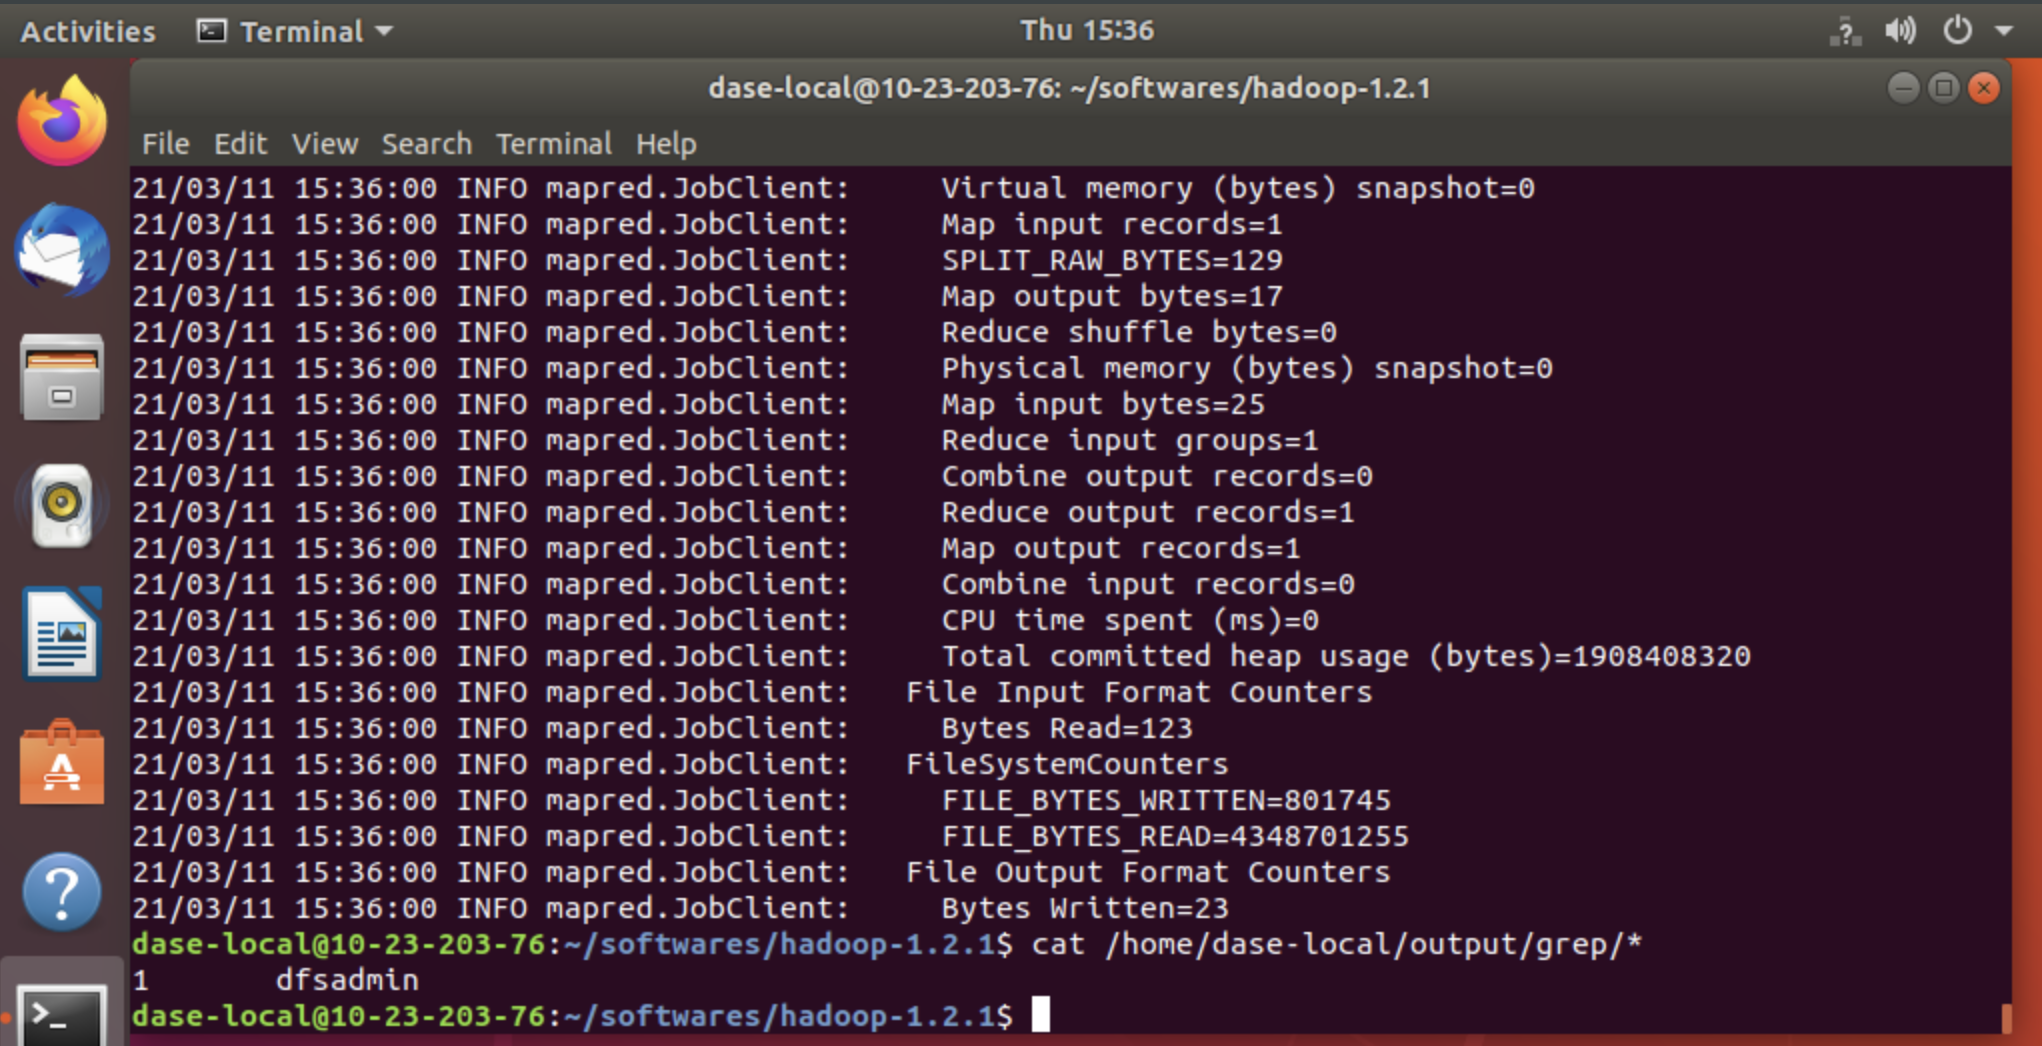 Activities Terminal Thu 15:36
dase-local@10-23-203-76: ~/softwares/hadoop-1.2.1
File Edit View Search Terminal Help
21/03/11 15:36:00 INFO mapred.JobClient:     Virtual memory (bytes) snapshot=0
21/03/11 15:36:00 INFO mapred.JobClient:     Map input records=1
21/03/11 15:36:00 INFO mapred.JobClient:     SPLIT_RAW_BYTES=129
21/03/11 15:36:00 INFO mapred.JobClient:     Map output bytes=17
21/03/11 15:36:00 INFO mapred.JobClient:     Reduce shuffle bytes=0
21/03/11 15:36:00 INFO mapred.JobClient:     Physical memory (bytes) snapshot=0
21/03/11 15:36:00 INFO mapred.JobClient:     Map input bytes=25
21/03/11 15:36:00 INFO mapred.JobClient:     Reduce input groups=1
21/03/11 15:36:00 INFO mapred.JobClient:     Combine output records=0
21/03/11 15:36:00 INFO mapred.JobClient:     Reduce output records=1
21/03/11 15:36:00 INFO mapred.JobClient:     Map output records=1
21/03/11 15:36:00 INFO mapred.JobClient:     Combine input records=0
21/03/11 15:36:00 INFO mapred.JobClient:     CPU time spent (ms)=0
21/03/11 15:36:00 INFO mapred.JobClient:     Total committed heap usage (bytes)=1908408320
21/03/11 15:36:00 INFO mapred.JobClient:   File Input Format Counters
21/03/11 15:36:00 INFO mapred.JobClient:     Bytes Read=123
21/03/11 15:36:00 INFO mapred.JobClient:   FileSystemCounters
21/03/11 15:36:00 INFO mapred.JobClient:     FILE_BYTES_WRITTEN=801745
21/03/11 15:36:00 INFO mapred.JobClient:     FILE_BYTES_READ=4348701255
21/03/11 15:36:00 INFO mapred.JobClient:   File Output Format Counters
21/03/11 15:36:00 INFO mapred.JobClient:     Bytes Written=23
dase-local@10-23-203-76:~/softwares/hadoop-1.2.1$ cat /home/dase-local/output/grep/*
1       dfsadmin
dase-local@10-23-203-76:~/softwares/hadoop-1.2.1$